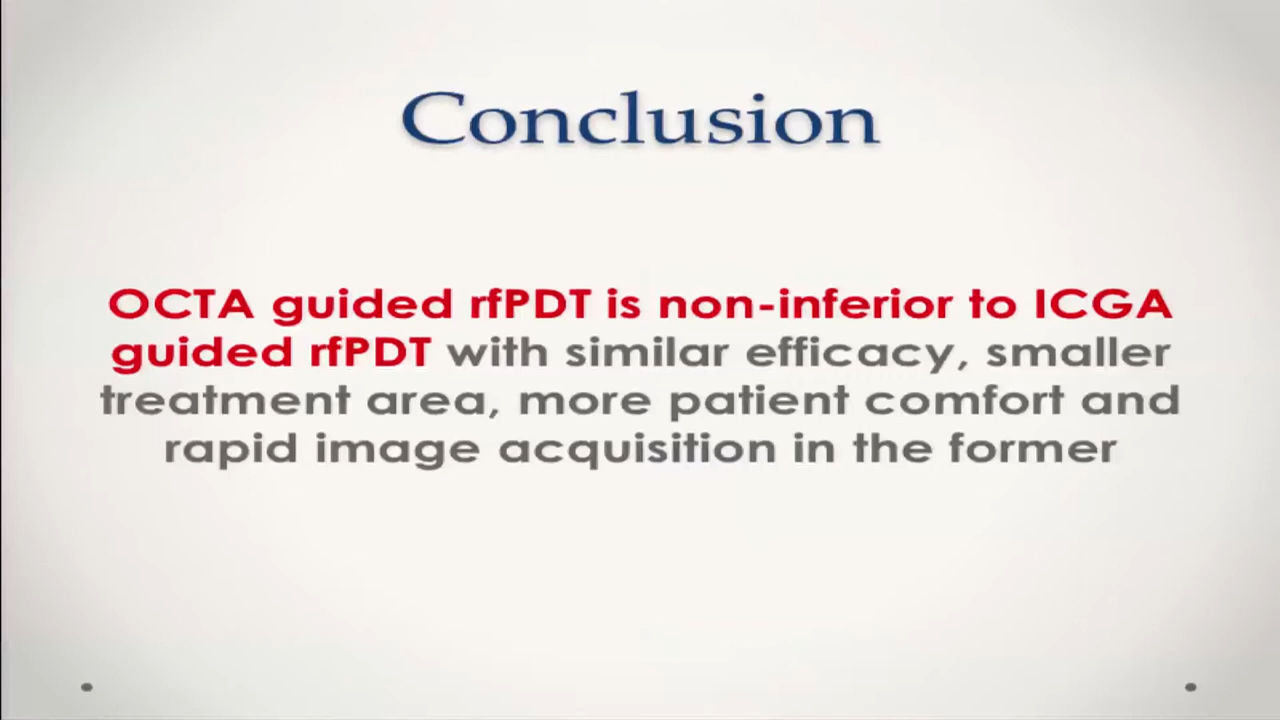 Conclusion
OCTA guided rfPDT is non-inferior to ICGA
guided rfPDT with similar efficacy, smaller
treatment area, more patient comfort and
rapid image acquisition in the former